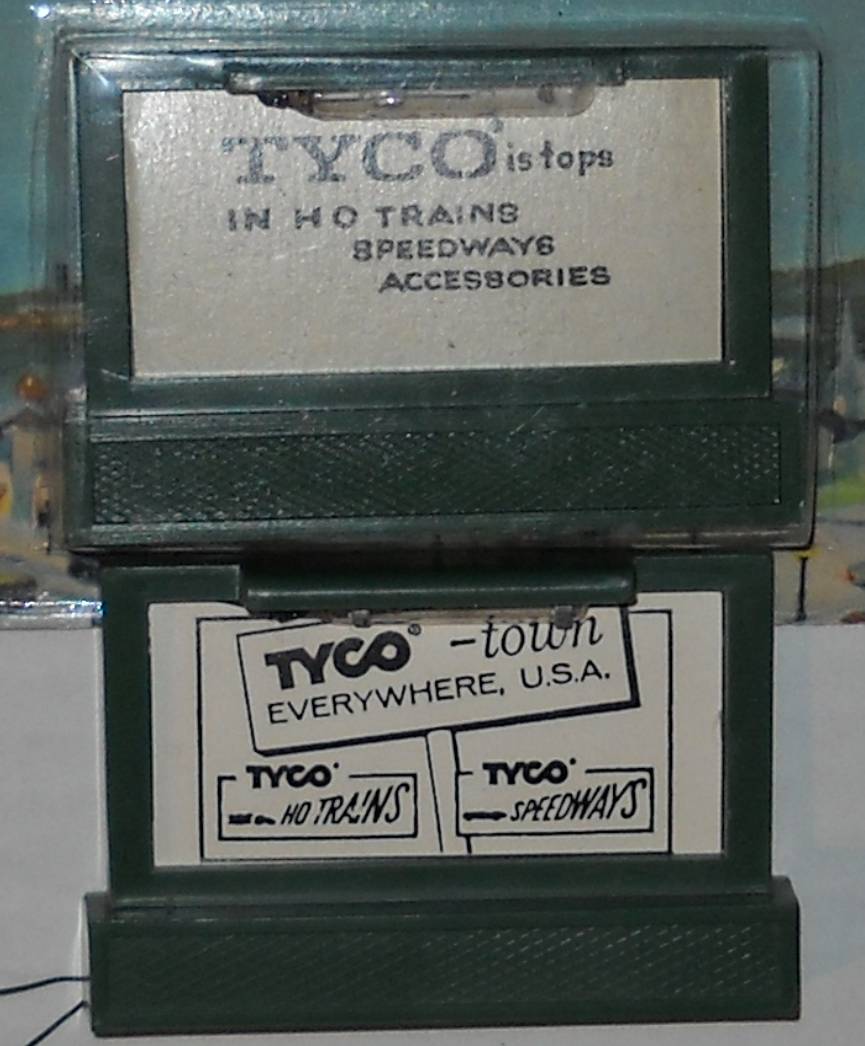 TYCO® is tops
IN HO TRAINS
SPEEDWAYS
ACCESSORIES
TYCO® -town
EVERYWHERE, U.S.A.
TYCO®
HO TRAINS
TYCO®
SPEEDWAYS